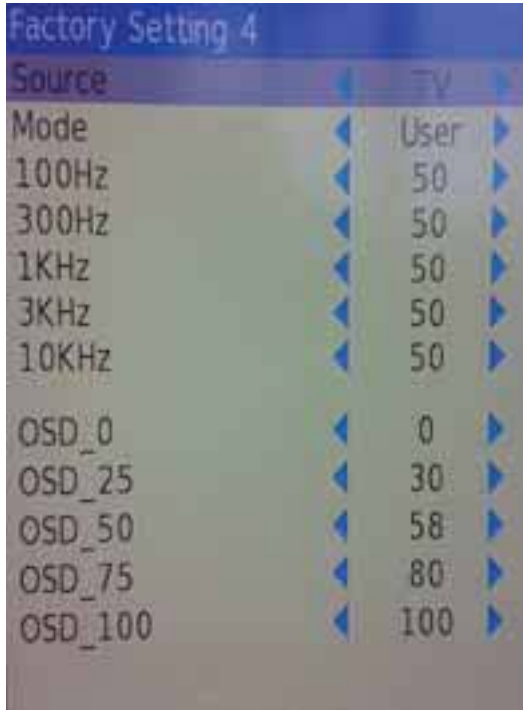 Factory Setting 4
Source TV
Mode User
100Hz 50
300Hz 50
1KHz 50
3KHz 50
10KHz 50
OSD_0 0
OSD_25 30
OSD_50 58
OSD_75 80
OSD_100 100